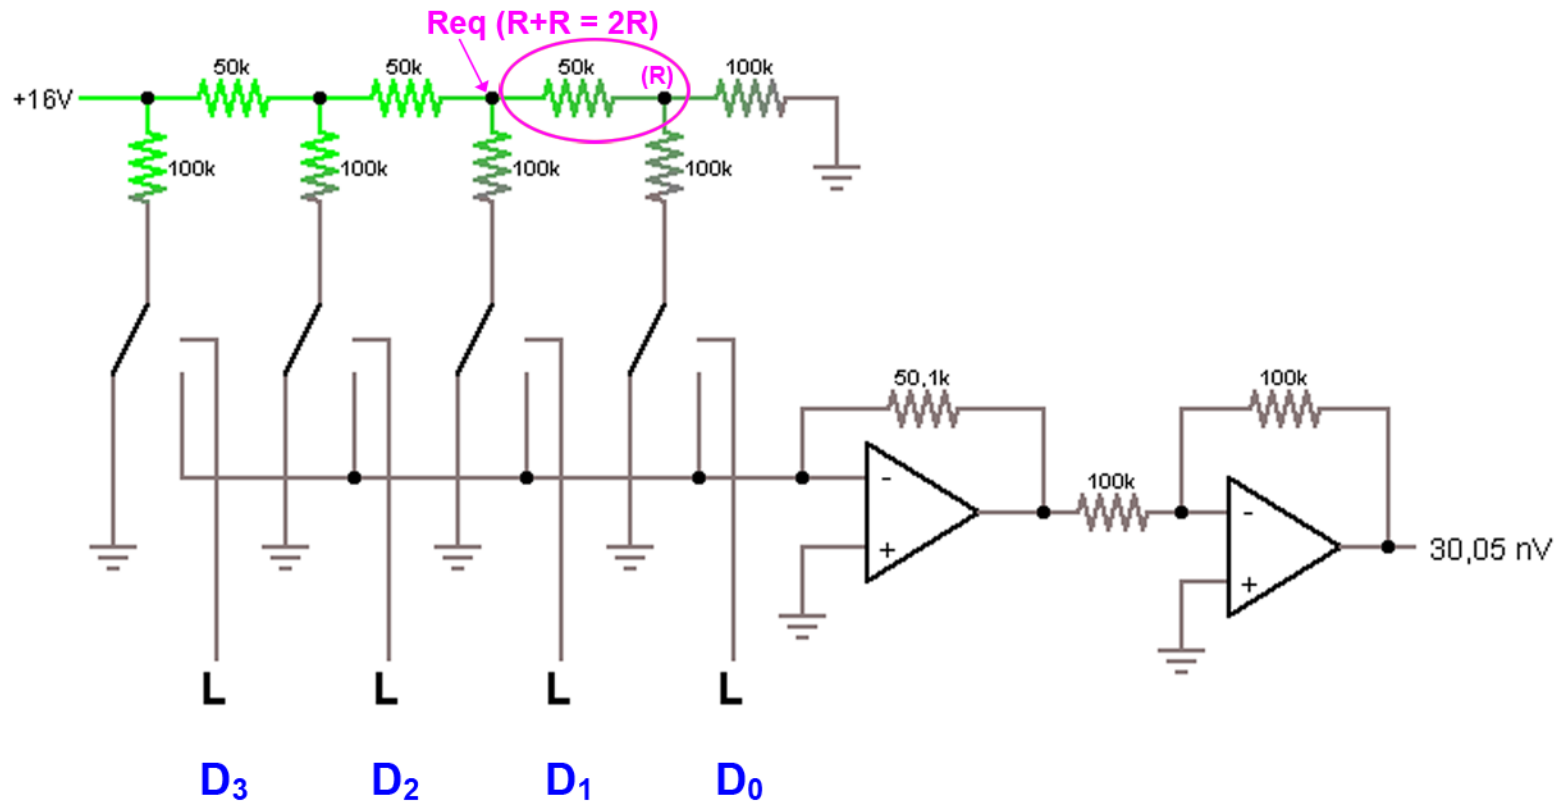 Req (R+R = 2R)
50k 50k 50k (R) 100k
+16V
100k 100k 100k 100k
50,1k 100k
- 100k -
+ 30,05 nV
+
L L L L
D₃ D₂ D₁ D₀